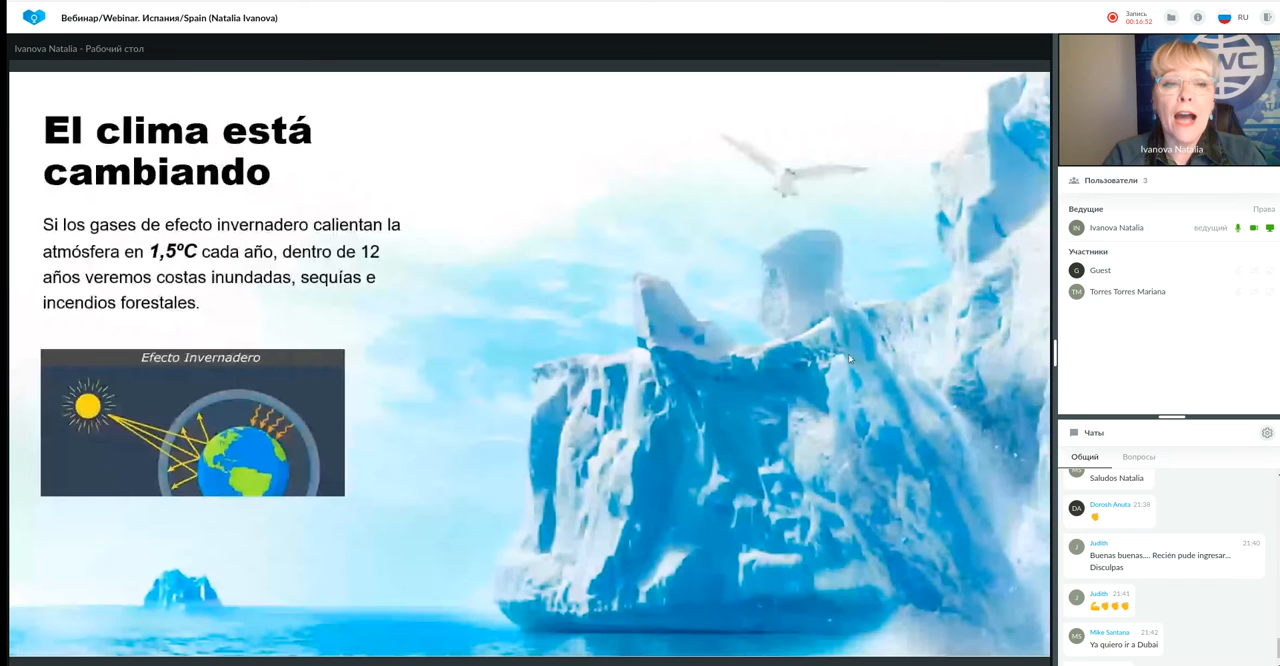 Вебинар/Webinar. Испания/Spain (Natalia Ivanova)
Запись
00:16:52
RU
Ivanova Natalia - Рабочий стол
El clima está
cambiando
Si los gases de efecto invernadero calientan la
atmósfera en 1,5ºC cada año, dentro de 12
años veremos costas inundadas, sequías e
incendios forestales.
Efecto Invernadero
WC
Ivanova Natalia
Пользователи 3
Ведущие Права
IN Ivanova Natalia ведущий
Участники
G Guest
TM Torres Torres Mariana
Чаты
Общий Вопросы
MS
Saludos Natalia
DA Dorosh Anuta 21:38
J Judith 21:40
Buenas buenas.... Recién pude ingresar...
Disculpas
J Judith 21:41
MS Mike Santana 21:42
Ya quiero ir a Dubai